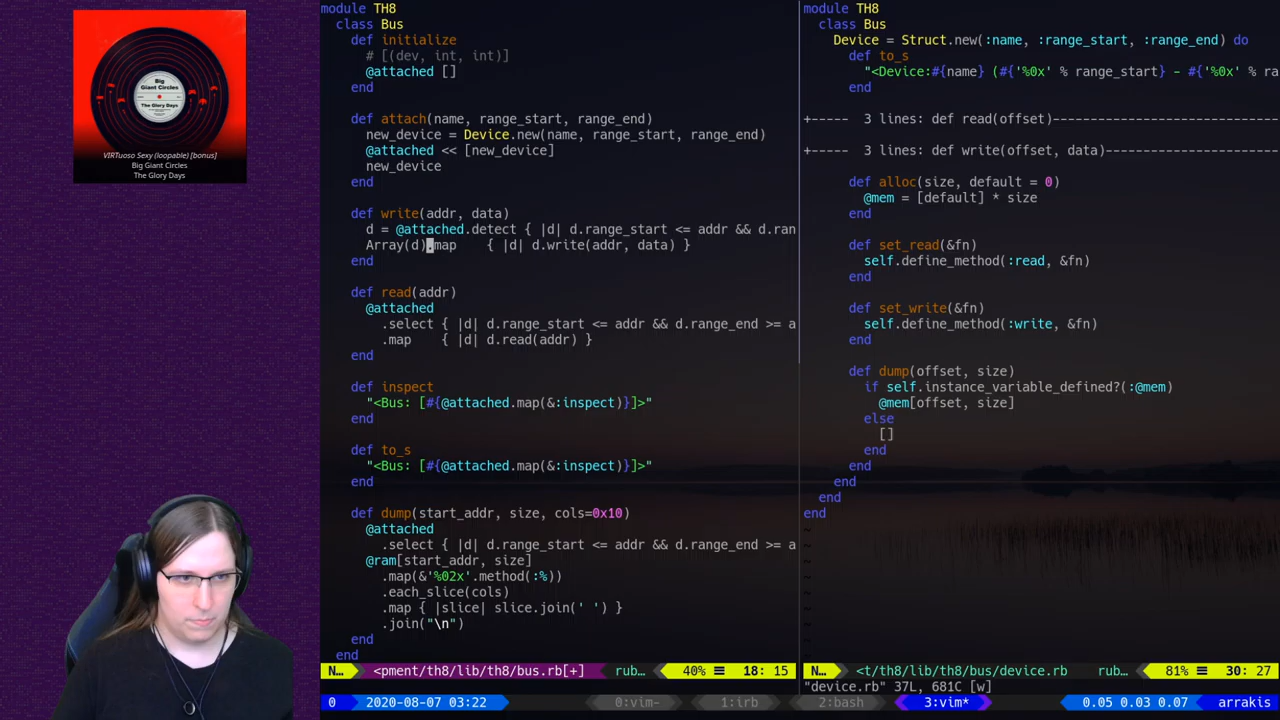 Big
Giant Circles
The Glory Days
VIRTuoso Sexy (loopable) [bonus]
Big Giant Circles
The Glory Days
module TH8
class Bus
def initialize
# [(dev, int, int)]
@attached []
end
def attach(name, range_start, range_end)
new_device = Device.new(name, range_start, range_end)
@attached << [new_device]
new_device
end
def write(addr, data)
d = @attached.detect { |d| d.range_start <= addr && d.ran
Array(d).map    { |d| d.write(addr, data) }
end
def read(addr)
@attached
.select { |d| d.range_start <= addr && d.range_end >= a
.map    { |d| d.read(addr) }
end
def inspect
"<Bus: [#{@attached.map(&:inspect)}]>"
end
def to_s
"<Bus: [#{@attached.map(&:inspect)}]>"
end
def dump(start_addr, size, cols=0x10)
@attached
.select { |d| d.range_start <= addr && d.range_end >= a
@ram[start_addr, size]
.map(&'%02x'.method(:%))
.each_slice(cols)
.map { |slice| slice.join(' ') }
.join("\n")
end
end
N… <pment/th8/lib/th8/bus.rb[+] rub… 40% ≡ 18: 15
module TH8
class Bus
Device = Struct.new(:name, :range_start, :range_end) do
def to_s
"<Device:#{name} (#{'%0x' % range_start} - #{'%0x' % ra
end
+-----  3 lines: def read(offset)------------------------------
+-----  3 lines: def write(offset, data)-----------------------
def alloc(size, default = 0)
@mem = [default] * size
end
def set_read(&fn)
self.define_method(:read, &fn)
end
def set_write(&fn)
self.define_method(:write, &fn)
end
def dump(offset, size)
if self.instance_variable_defined?(:@mem)
@mem[offset, size]
else
[]
end
end
end
end
end
~
~
~
~
~
~
~
~
~
N… <t/th8/lib/th8/bus/device.rb rub… 81% ≡ 30: 27
"device.rb" 37L, 681C [w]
0 2020-08-07 03:22 0:vim- 1:irb 2:bash 3:vim* 0.05 0.03 0.07 arrakis